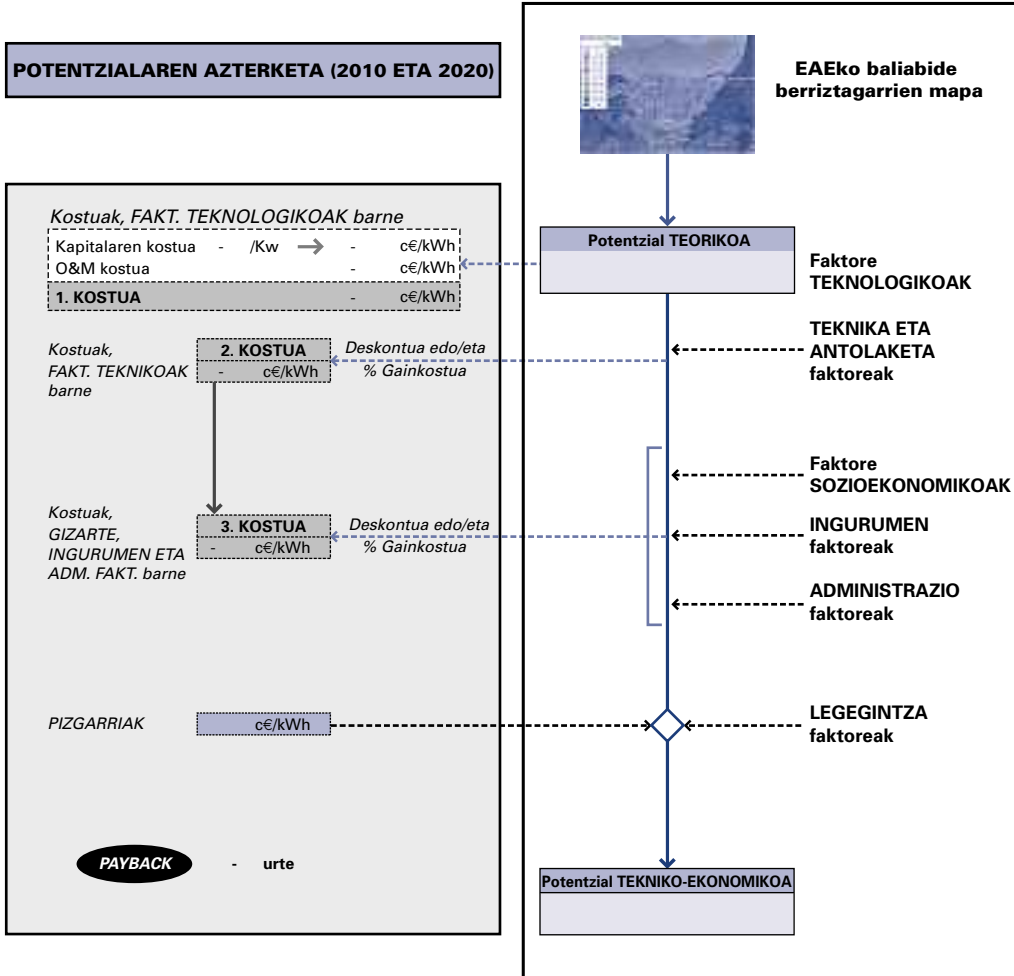 POTENTZIALAREN AZTERKETA (2010 ETA 2020)
EAEko baliabide
berriztagarrien mapa
Kostuak, FAKT. TEKNOLOGIKOAK barne
Kapitalaren kostua - /Kw → - c€/kWh
O&M kostua - c€/kWh
1. KOSTUA - c€/kWh
Potentzial TEORIKOA
Faktore
TEKNOLOGIKOAK
TEKNIKA ETA
ANTOLAKETA
faktoreak
Kostuak,
FAKT. TEKNIKOAK
barne
2. KOSTUA
- c€/kWh
Deskontua edo/eta
% Gainkostua
Faktore
SOZIOEKONOMIKOAK
Kostuak,
GIZARTE,
INGURUMEN ETA
ADM. FAKT. barne
3. KOSTUA
- c€/kWh
Deskontua edo/eta
% Gainkostua
INGURUMEN
faktoreak
ADMINISTRAZIO
faktoreak
PIZGARRIAK
c€/kWh
LEGEGINTZA
faktoreak
PAYBACK - urte
Potentzial TEKNIKO-EKONOMIKOA